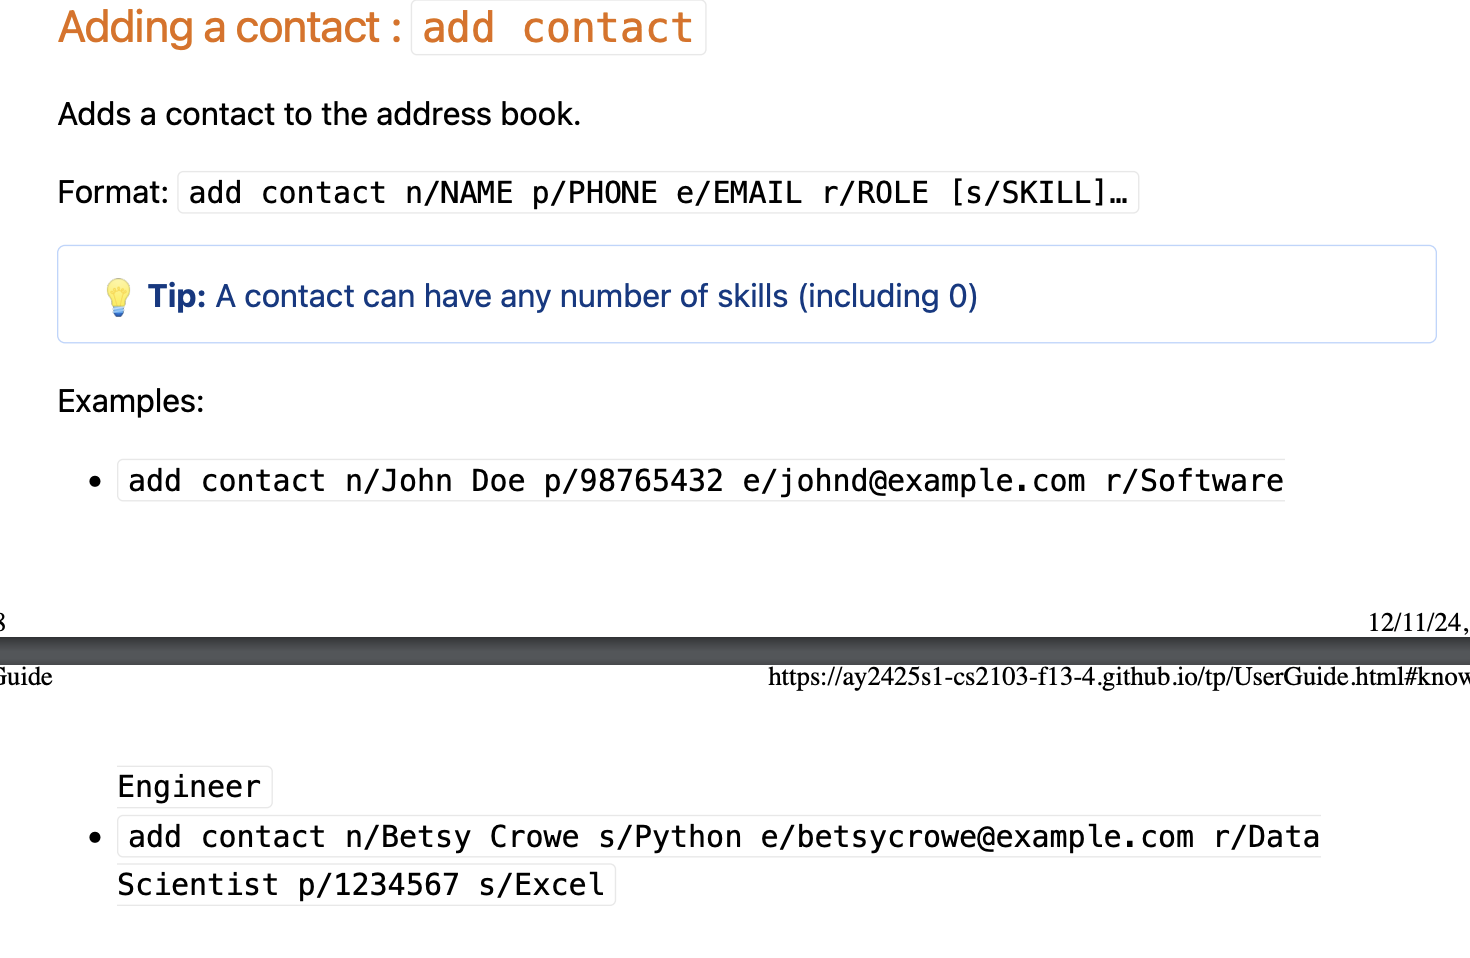 Adding a contact : add contact
Adds a contact to the address book.
Format: add contact n/NAME p/PHONE e/EMAIL r/ROLE [s/SKILL]…
💡 Tip: A contact can have any number of skills (including 0)
Examples:
• add contact n/John Doe p/98765432 e/johnd@example.com r/Software
8
12/11/24,
Guide
https://ay2425s1-cs2103-f13-4.github.io/tp/UserGuide.html#know
Engineer
• add contact n/Betsy Crowe s/Python e/betsycrowe@example.com r/Data
Scientist p/1234567 s/Excel